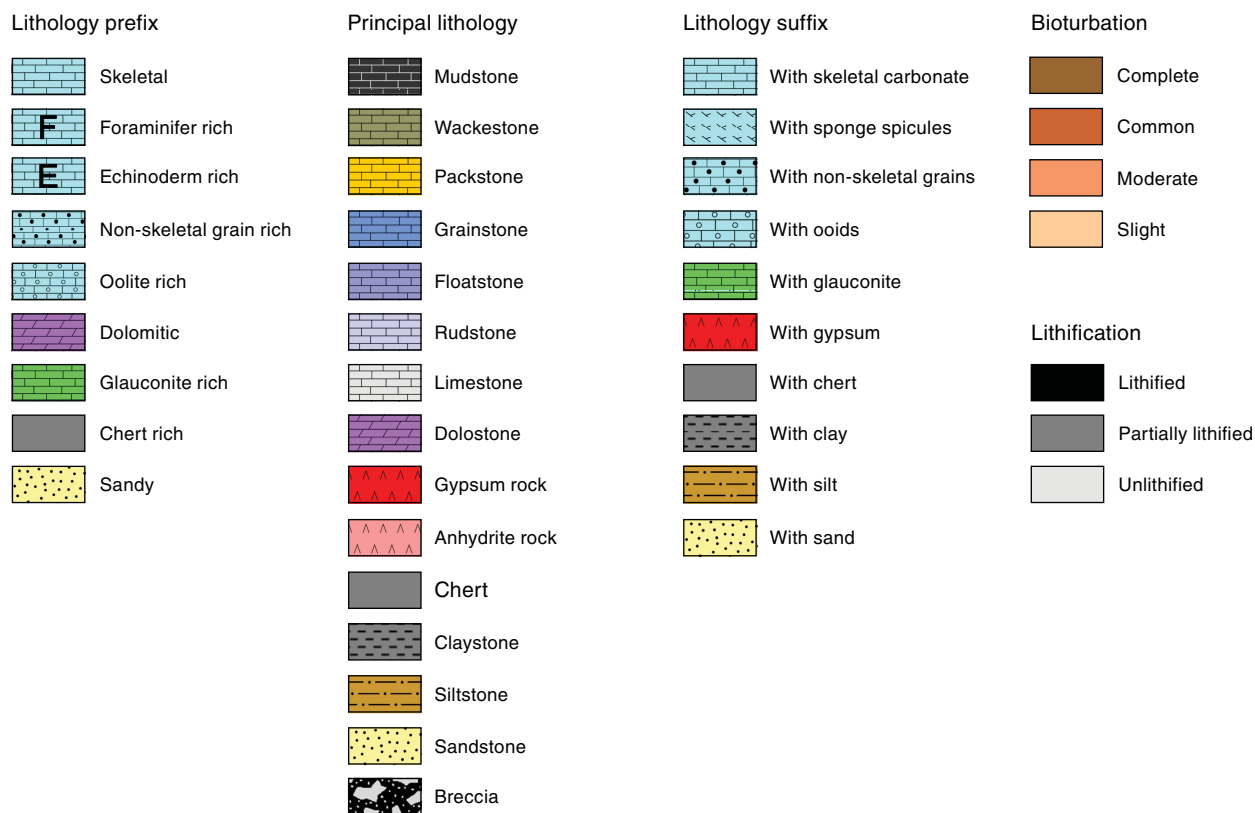 Lithology prefix
Skeletal
F
Foraminifer rich
E
Echinoderm rich
Non-skeletal grain rich
Oolite rich
Dolomitic
Glauconite rich
Chert rich
Sandy
Principal lithology
Mudstone
Wackestone
Packstone
Grainstone
Floatstone
Rudstone
Limestone
Dolostone
Gypsum rock
Anhydrite rock
Chert
Claystone
Siltstone
Sandstone
Breccia
Lithology suffix
With skeletal carbonate
With sponge spicules
With non-skeletal grains
With ooids
With glauconite
With gypsum
With chert
With clay
With silt
With sand
Bioturbation
Complete
Common
Moderate
Slight
Lithification
Lithified
Partially lithified
Unlithified